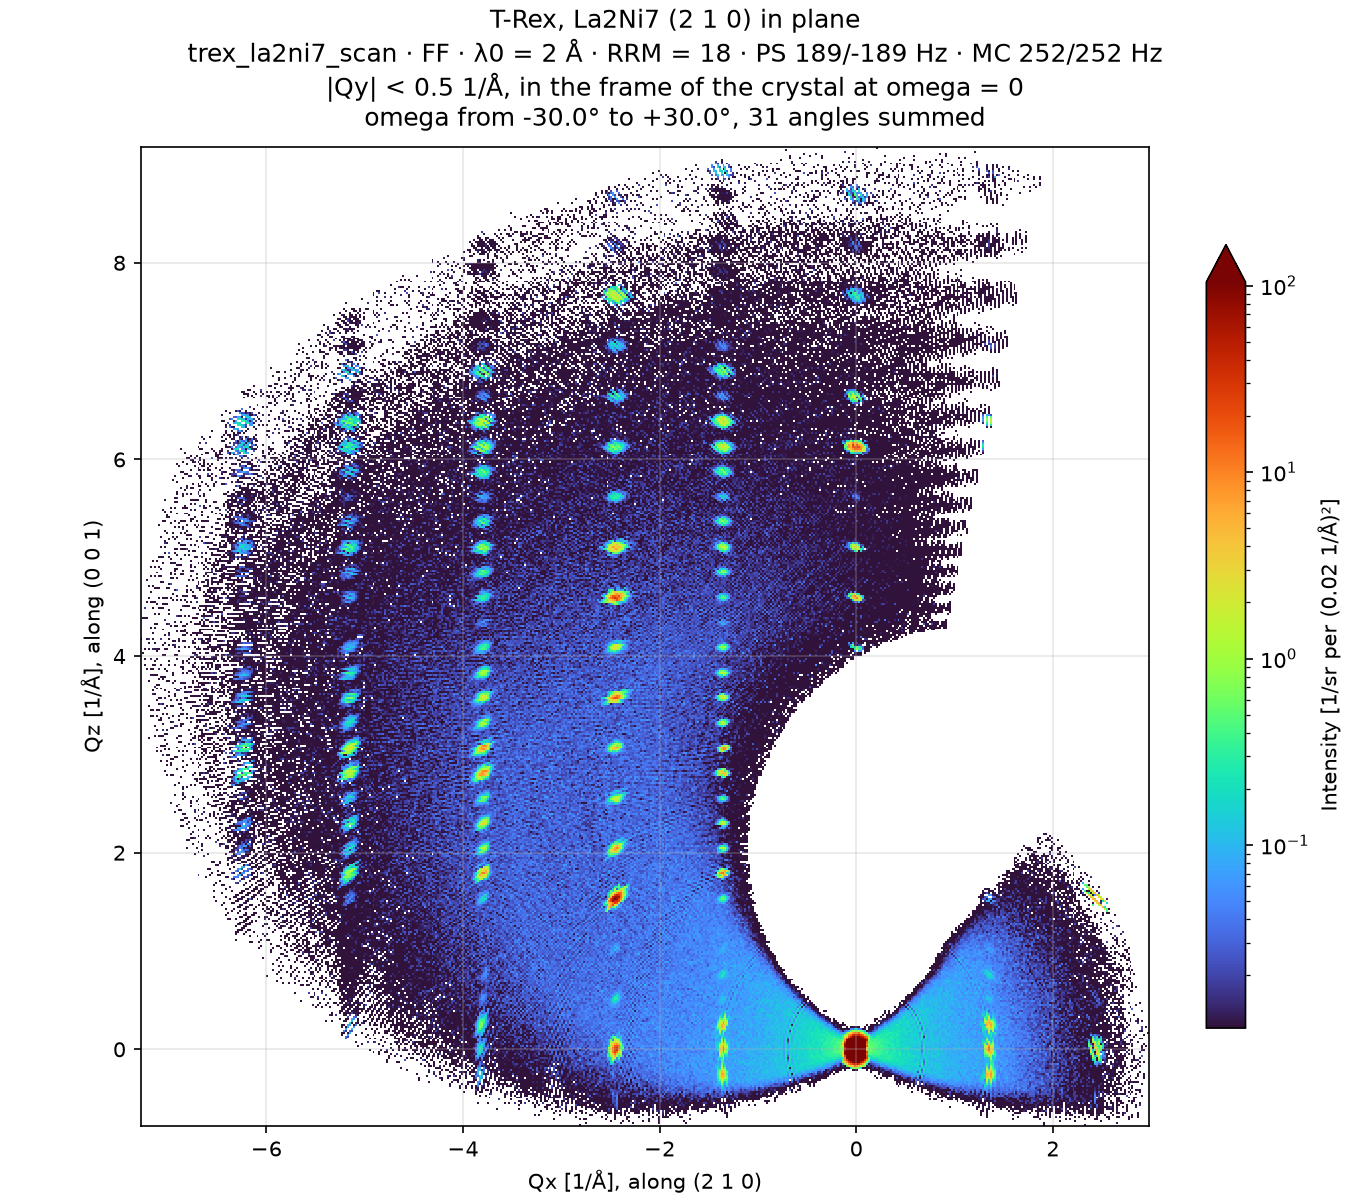 T-Rex, La2Ni7 (2 1 0) in plane
trex_la2ni7_scan · FF · λ0 = 2 Å · RRM = 18 · PS 189/-189 Hz · MC 252/252 Hz
|Qy| < 0.5 1/Å, in the frame of the crystal at omega = 0
omega from -30.0° to +30.0°, 31 angles summed
8
6
4
2
0
Qz [1/Å], along (0 0 1)
−6
−4
−2
0
2
Qx [1/Å], along (2 1 0)
10²
10¹
10⁰
10⁻¹
Intensity [1/sr per (0.02 1/Å)²]